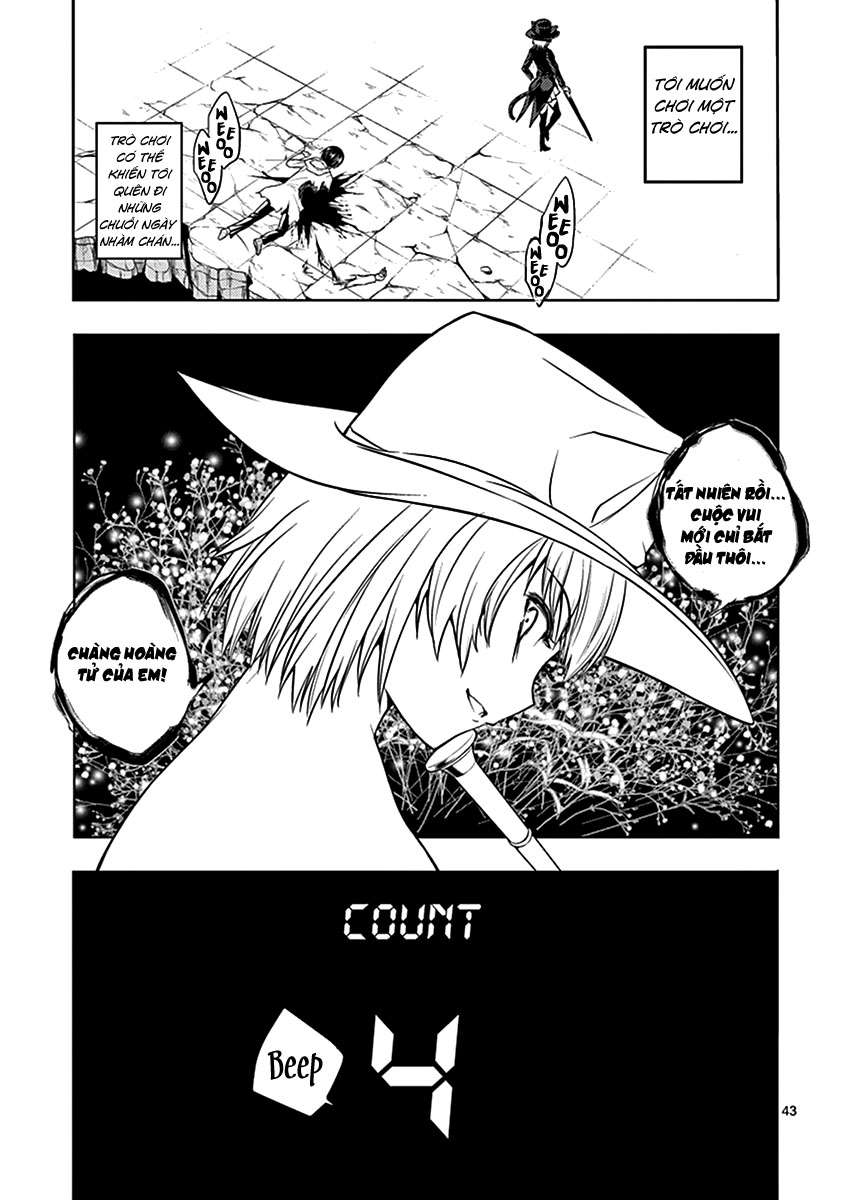 TÔI MUỐN
CHƠI MỘT
TRÒ CHƠI...
WEEOO
WEEOO
TRÒ CHƠI
CÓ THỂ
KHIẾN TÔI
QUÊN ĐI
NHỮNG
CHUỖI NGÀY
NHÀM CHÁN...
WEEOO
WEEOO
TẤT NHIÊN RỒI...
CUỘC VUI
MỚI CHỈ BẮT
ĐẦU THÔI...
CHÀNG HOÀNG
TỬ CỦA EM!
COUNT
4
Beep
43